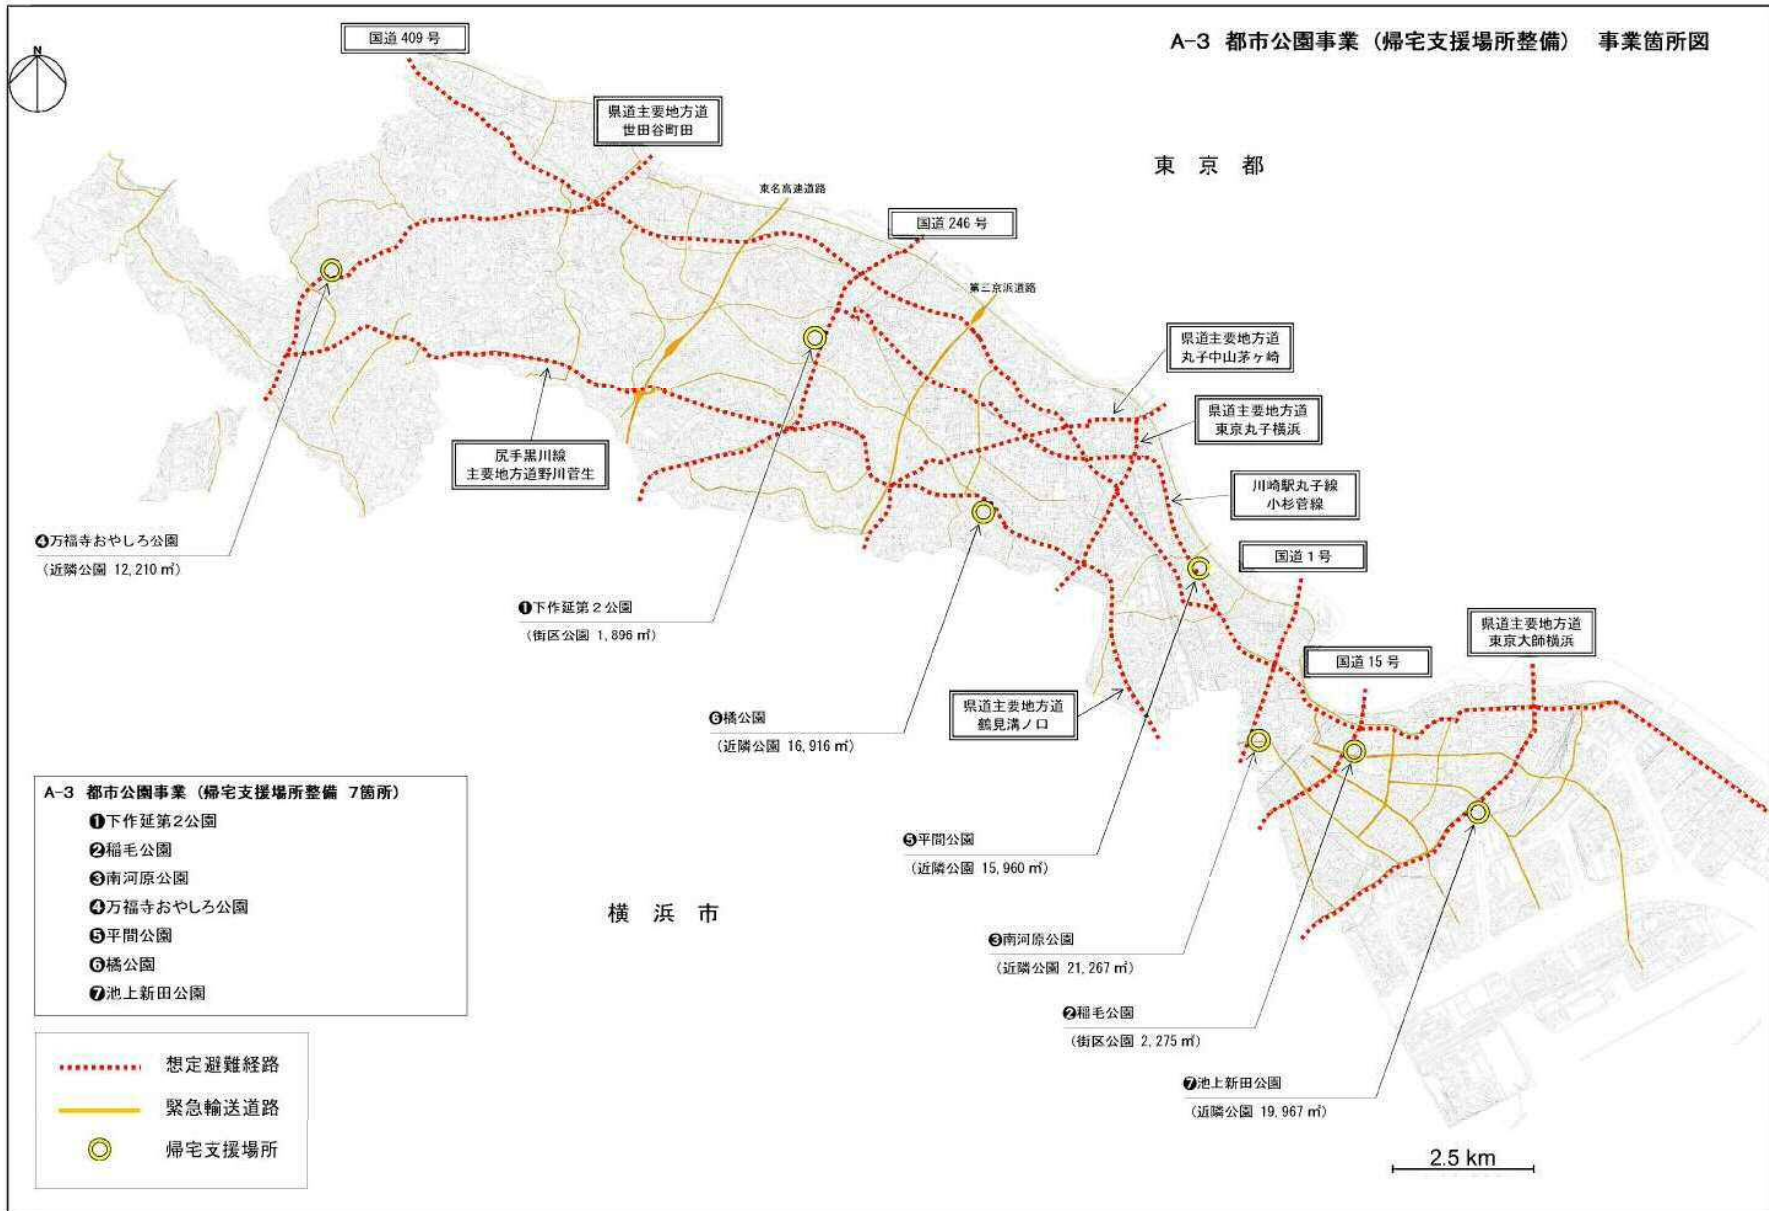 A-3 都市公園事業（帰宅支援場所整備） 事業箇所図
N
国道 409 号
県道主要地方道
世田谷町田
東京都
東名高速道路
国道 246 号
第三京浜道路
県道主要地方道
丸子中山茅ヶ崎
県道主要地方道
東京丸子横浜
尻手黒川線
主要地方道野川菅生
川崎駅丸子線
小杉菅線
❹万福寺おやしろ公園
（近隣公園 12,210 ㎡）
国道 1 号
❶下作延第２公園
（街区公園 1,896 ㎡）
県道主要地方道
東京大師横浜
国道 15 号
県道主要地方道
鶴見溝ノ口
❻橘公園
（近隣公園 16,916 ㎡）
A-3 都市公園事業（帰宅支援場所整備 7箇所）
❶下作延第2公園
❷稲毛公園
❸南河原公園
❹万福寺おやしろ公園
❺平間公園
❻橘公園
❼池上新田公園
❺平間公園
（近隣公園 15,960 ㎡）
横浜市
❸南河原公園
（近隣公園 21,267 ㎡）
❷稲毛公園
（街区公園 2,275 ㎡）
❼池上新田公園
（近隣公園 19,967 ㎡）
想定避難経路
緊急輸送道路
帰宅支援場所
2.5 km